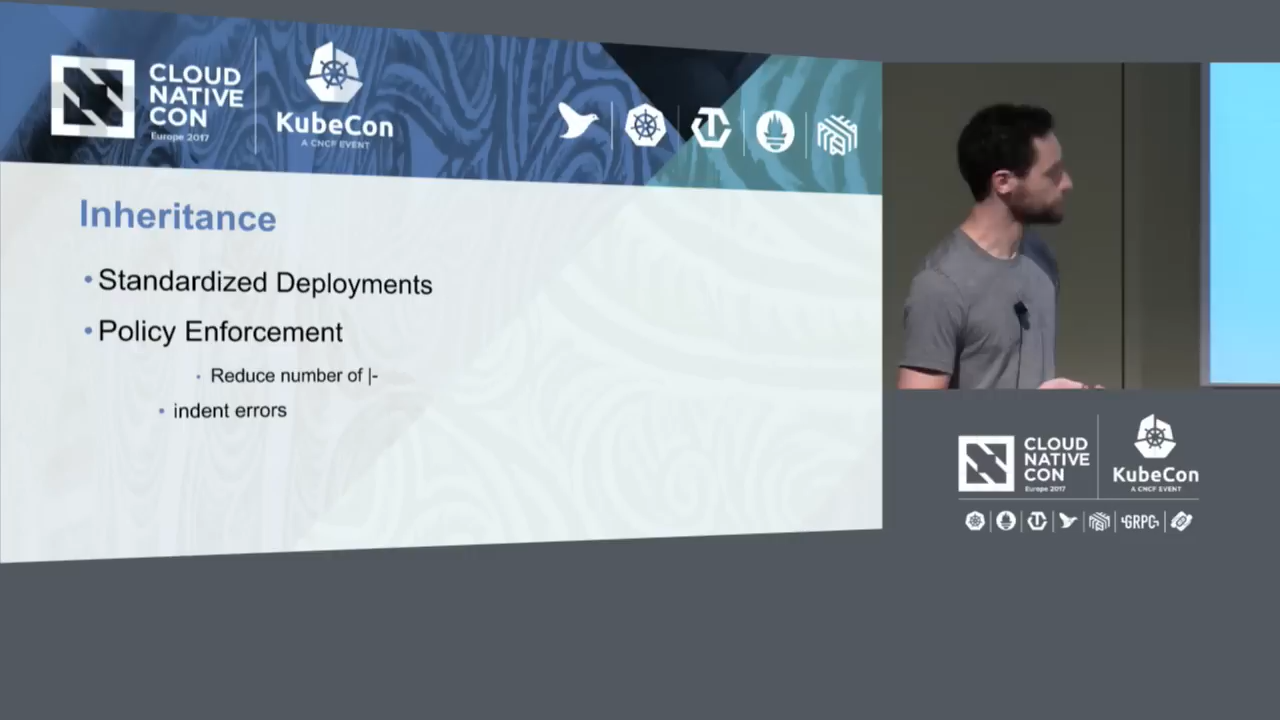 CLOUD
NATIVE
CON
Europe 2017
KubeCon
A CNCF EVENT
Inheritance
• Standardized Deployments
• Policy Enforcement
• Reduce number of |-
• indent errors
CLOUD
NATIVE
CON
Europe 2017
KubeCon
A CNCF EVENT
GRPC